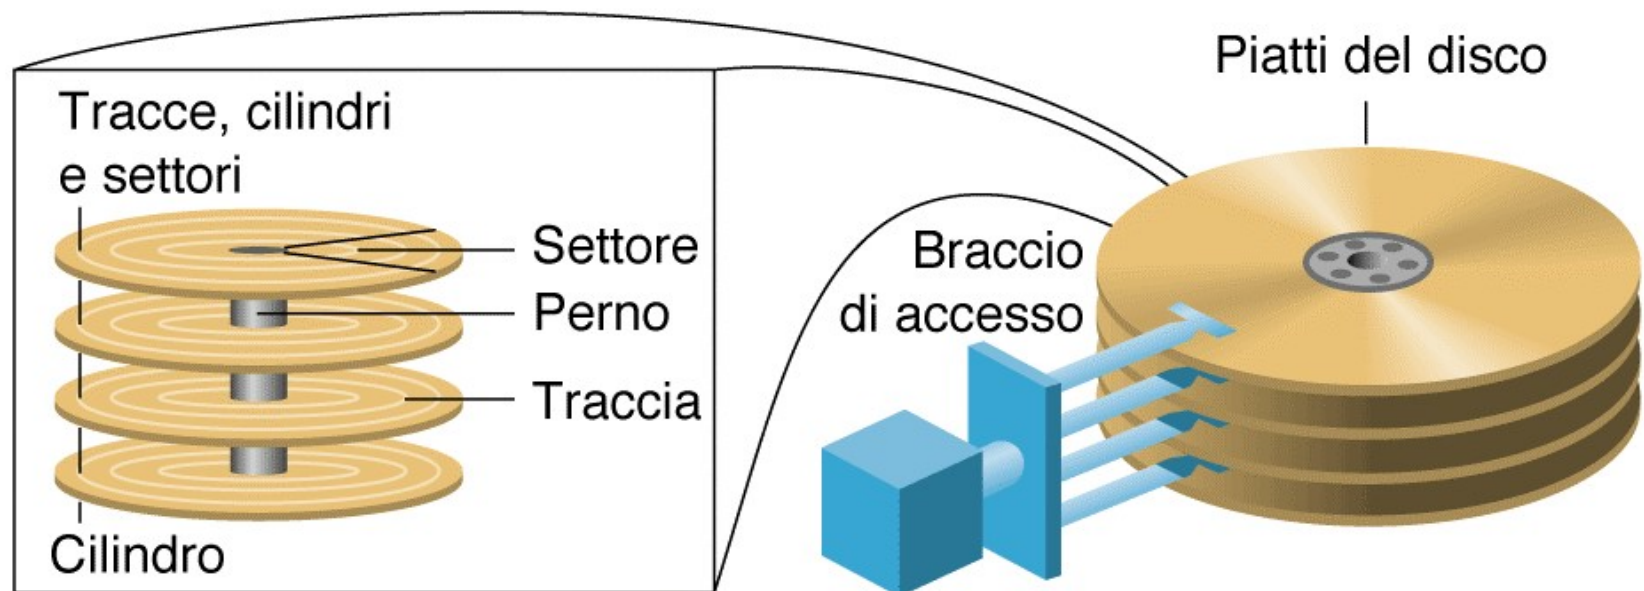 Tracce, cilindri
e settori
Settore
Perno
Traccia
Cilindro
Braccio
di accesso
Piatti del disco